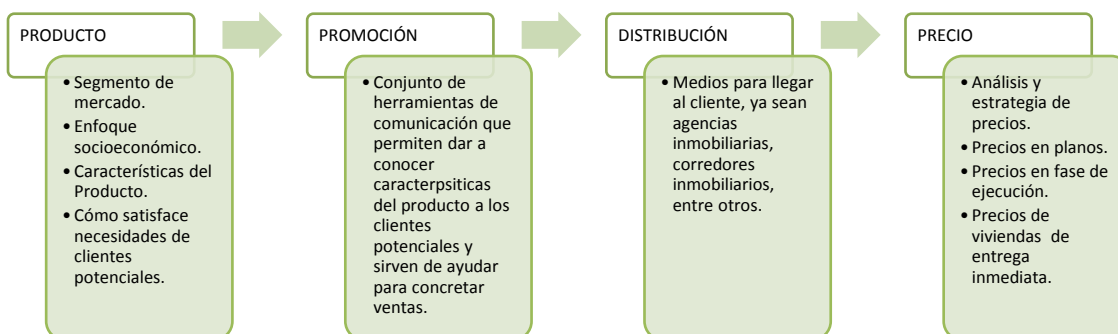 PRODUCTO
• Segmento de
mercado.
• Enfoque
socioeconómico.
• Características del
Producto.
• Cómo satisface
necesidades de
clientes
potenciales.
PROMOCIÓN
• Conjunto de
herramientas de
comunicación que
permiten dar a
conocer
caracterpsiticas
del producto a los
clientes
potenciales y
sirven de ayudar
para concretar
ventas.
DISTRIBUCIÓN
• Medios para llegar
al cliente, ya sean
agencias
inmobiliarias,
corredores
inmobiliarios,
entre otros.
PRECIO
• Análisis y
estrategia de
precios.
• Precios en planos.
• Precios en fase de
ejecución.
• Precios de
viviendas de
entrega
inmediata.